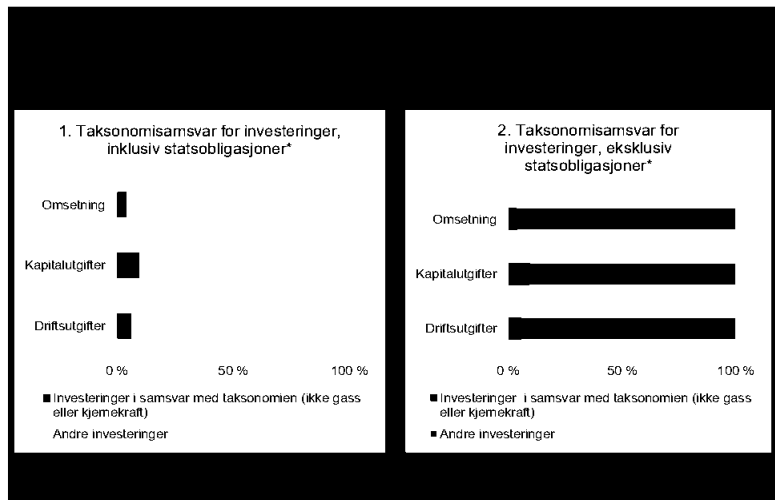 1. Taksonomisamsvar for investeringer,
inklusiv statsobligasjoner*
Omsetning
Kapitalutgifter
Driftsutgifter
0 %
50 %
100 %
Investeringer i samsvar med taksonomien (ikke gass
eller kjernekraft)
Andre investeringer
2. Taksonomisamsvar for
investeringer, eksklusiv
statsobligasjoner*
Omsetning
Kapitalutgifter
Driftsutgifter
0 %
50 %
100 %
Investeringer i samsvar med taksonomien (ikke gass
eller kjernekraft)
Andre investeringer